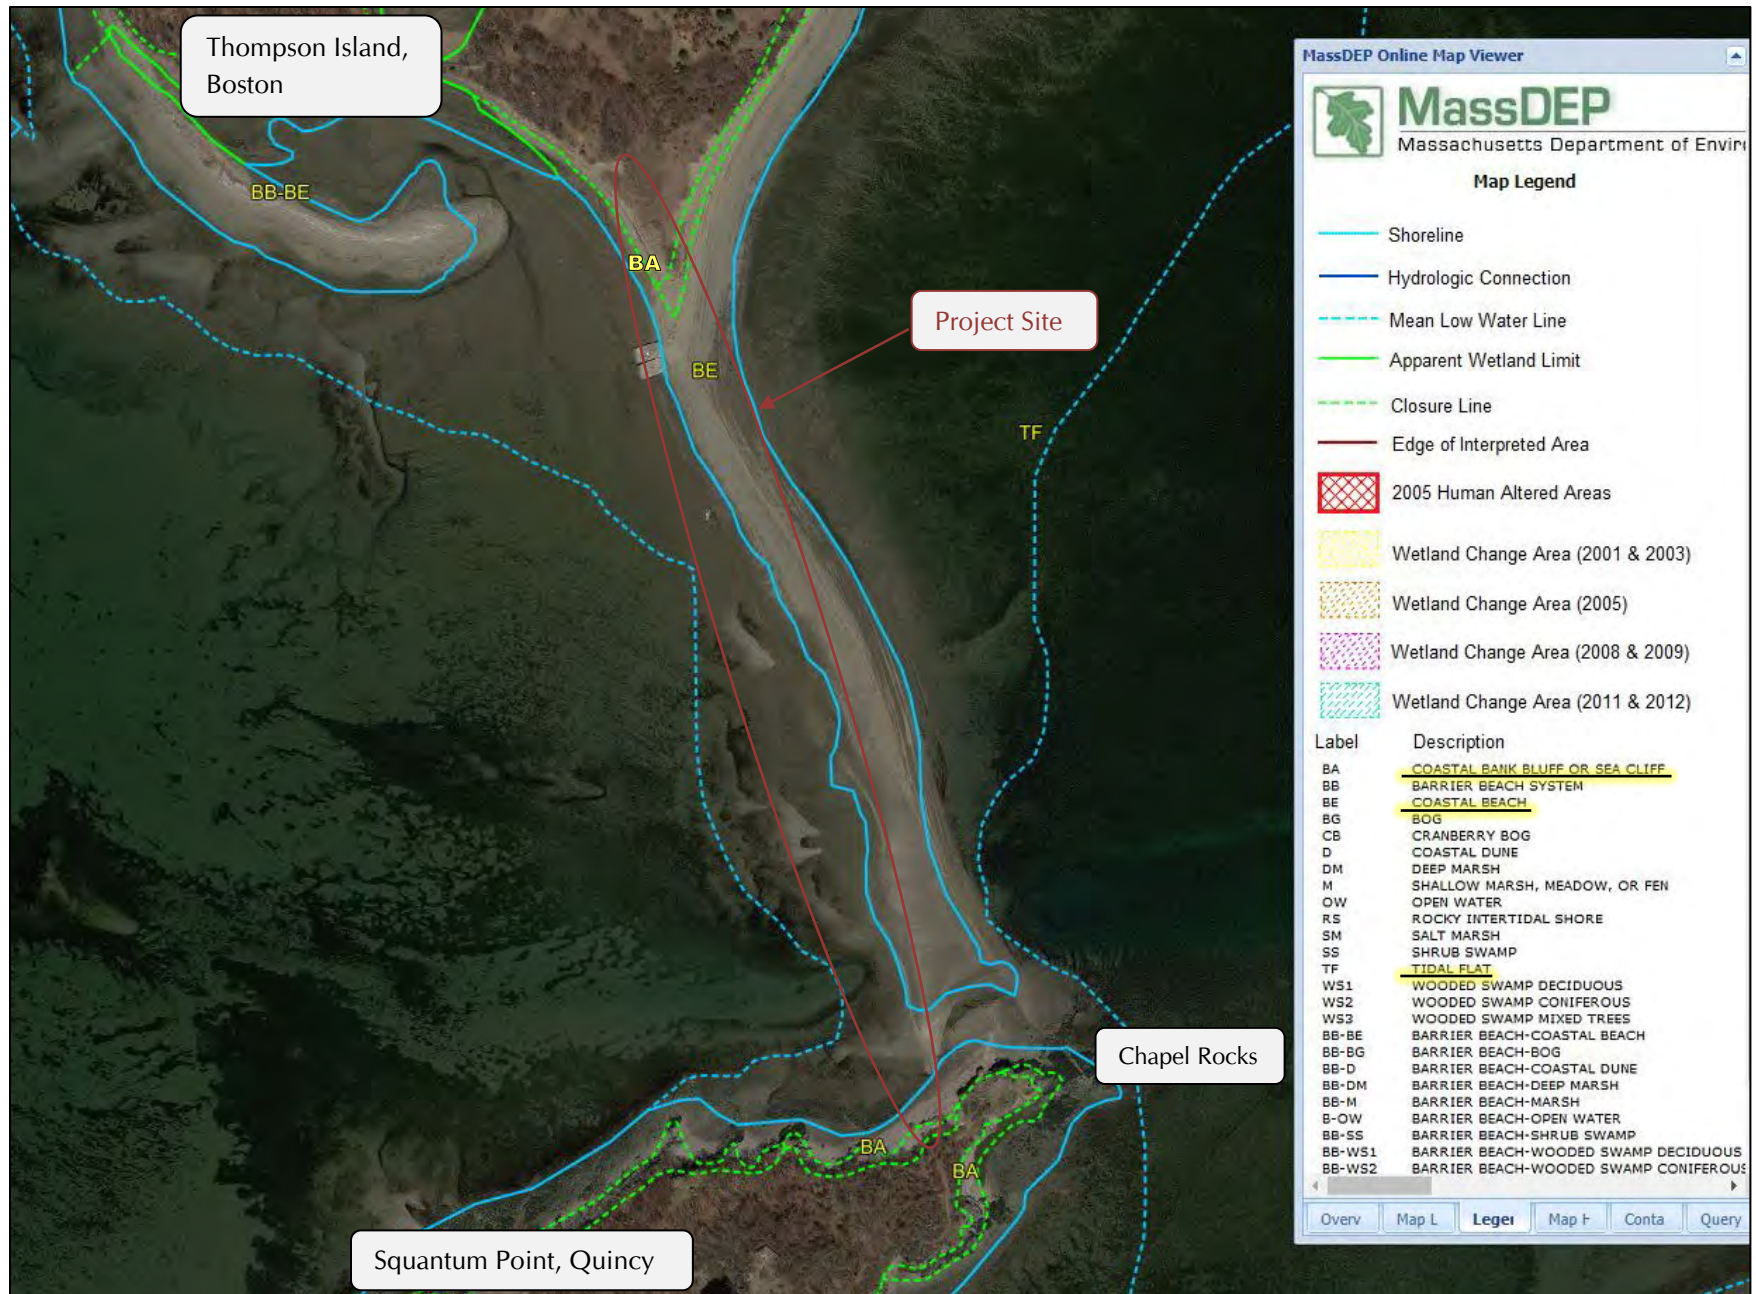 Thompson Island,
Boston
BB-BE
BA
Project Site
BE
TF
Chapel Rocks
BA
BA
Squantum Point, Quincy
MassDEP Online Map Viewer
MassDEP
Massachusetts Department of Envir
Map Legend
Shoreline
Hydrologic Connection
Mean Low Water Line
Apparent Wetland Limit
Closure Line
Edge of Interpreted Area
2005 Human Altered Areas
Wetland Change Area (2001 & 2003)
Wetland Change Area (2005)
Wetland Change Area (2008 & 2009)
Wetland Change Area (2011 & 2012)
Label Description
BA COASTAL BANK BLUFF OR SEA CLIFF
BB BARRIER BEACH SYSTEM
BE COASTAL BEACH
BG BOG
CB CRANBERRY BOG
D COASTAL DUNE
DM DEEP MARSH
M SHALLOW MARSH, MEADOW, OR FEN
OW OPEN WATER
RS ROCKY INTERTIDAL SHORE
SM SALT MARSH
SS SHRUB SWAMP
TF TIDAL FLAT
WS1 WOODED SWAMP DECIDUOUS
WS2 WOODED SWAMP CONIFEROUS
WS3 WOODED SWAMP MIXED TREES
BB-BE BARRIER BEACH-COASTAL BEACH
BB-BG BARRIER BEACH-BOG
BB-D BARRIER BEACH-COASTAL DUNE
BB-DM BARRIER BEACH-DEEP MARSH
BB-M BARRIER BEACH-MARSH
B-OW BARRIER BEACH-OPEN WATER
BB-SS BARRIER BEACH-SHRUB SWAMP
BB-WS1 BARRIER BEACH-WOODED SWAMP DECIDUOUS
BB-WS2 BARRIER BEACH-WOODED SWAMP CONIFEROUS
Overv Map L Leger Map H Conta Query